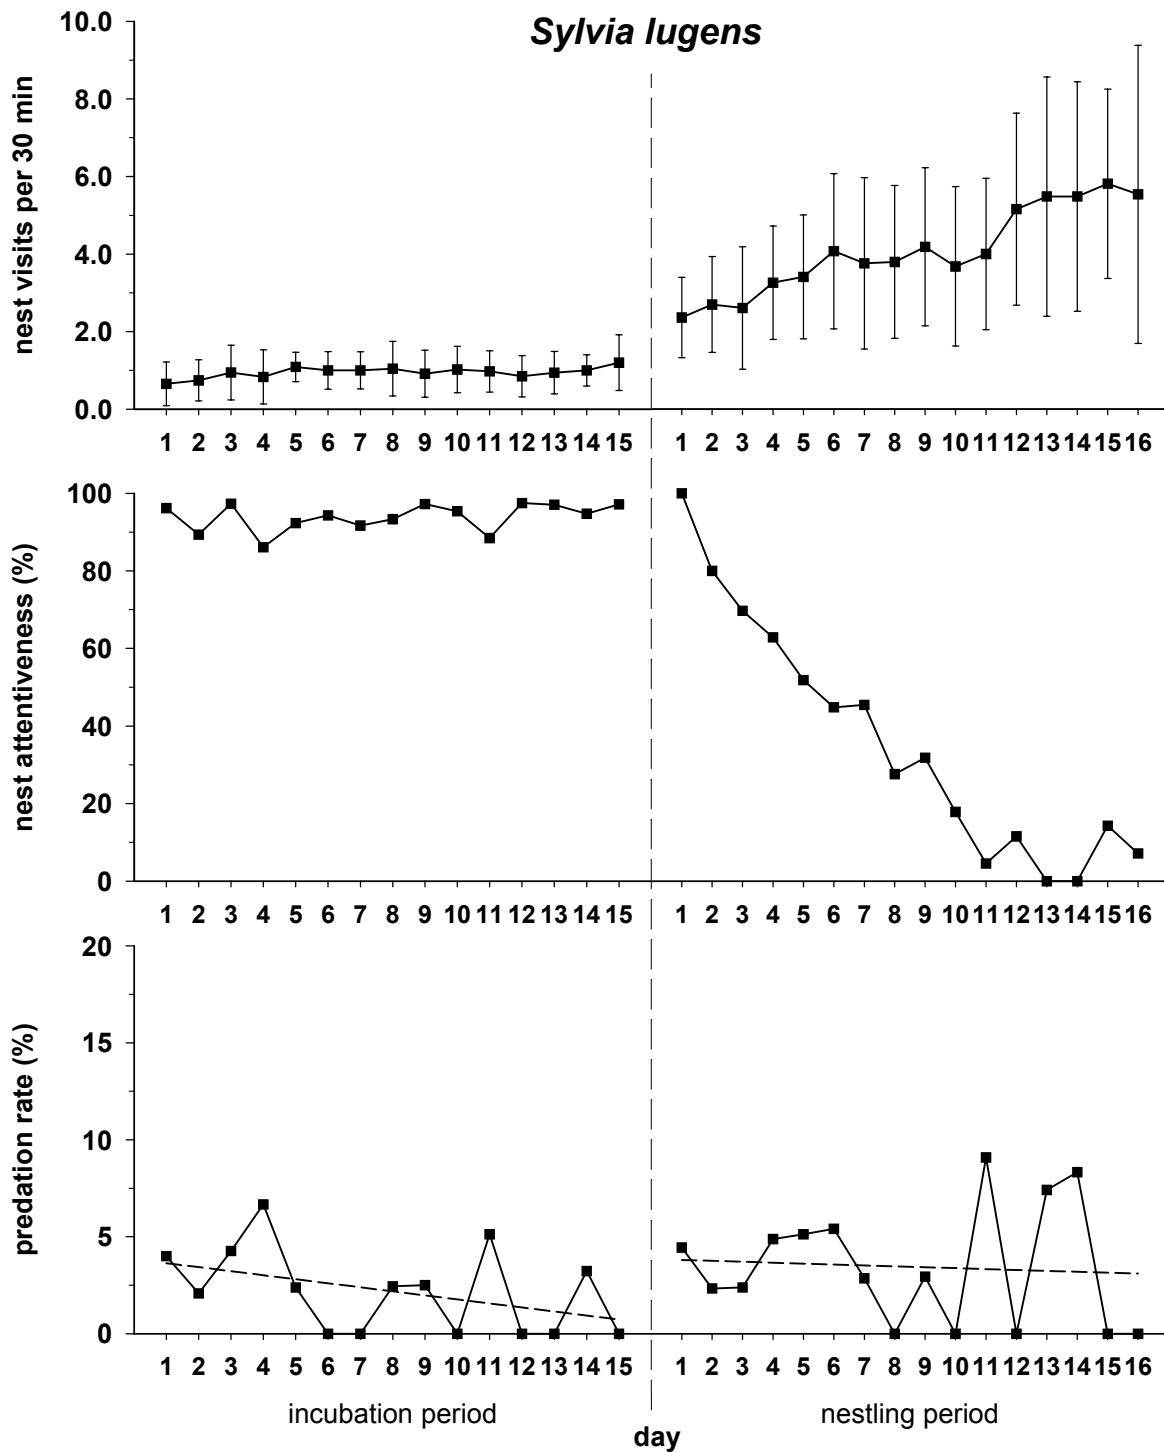 Sylvia lugens
nest visits per 30 min
10.0
8.0
6.0
4.0
2.0
0.0
1 2 3 4 5 6 7 8 9 10 11 12 13 14 15
1 2 3 4 5 6 7 8 9 10 11 12 13 14 15 16
nest attentiveness (%)
100
80
60
40
20
0
1 2 3 4 5 6 7 8 9 10 11 12 13 14 15
1 2 3 4 5 6 7 8 9 10 11 12 13 14 15 16
predation rate (%)
20
15
10
5
0
1 2 3 4 5 6 7 8 9 10 11 12 13 14 15
1 2 3 4 5 6 7 8 9 10 11 12 13 14 15 16
incubation period
nestling period
day